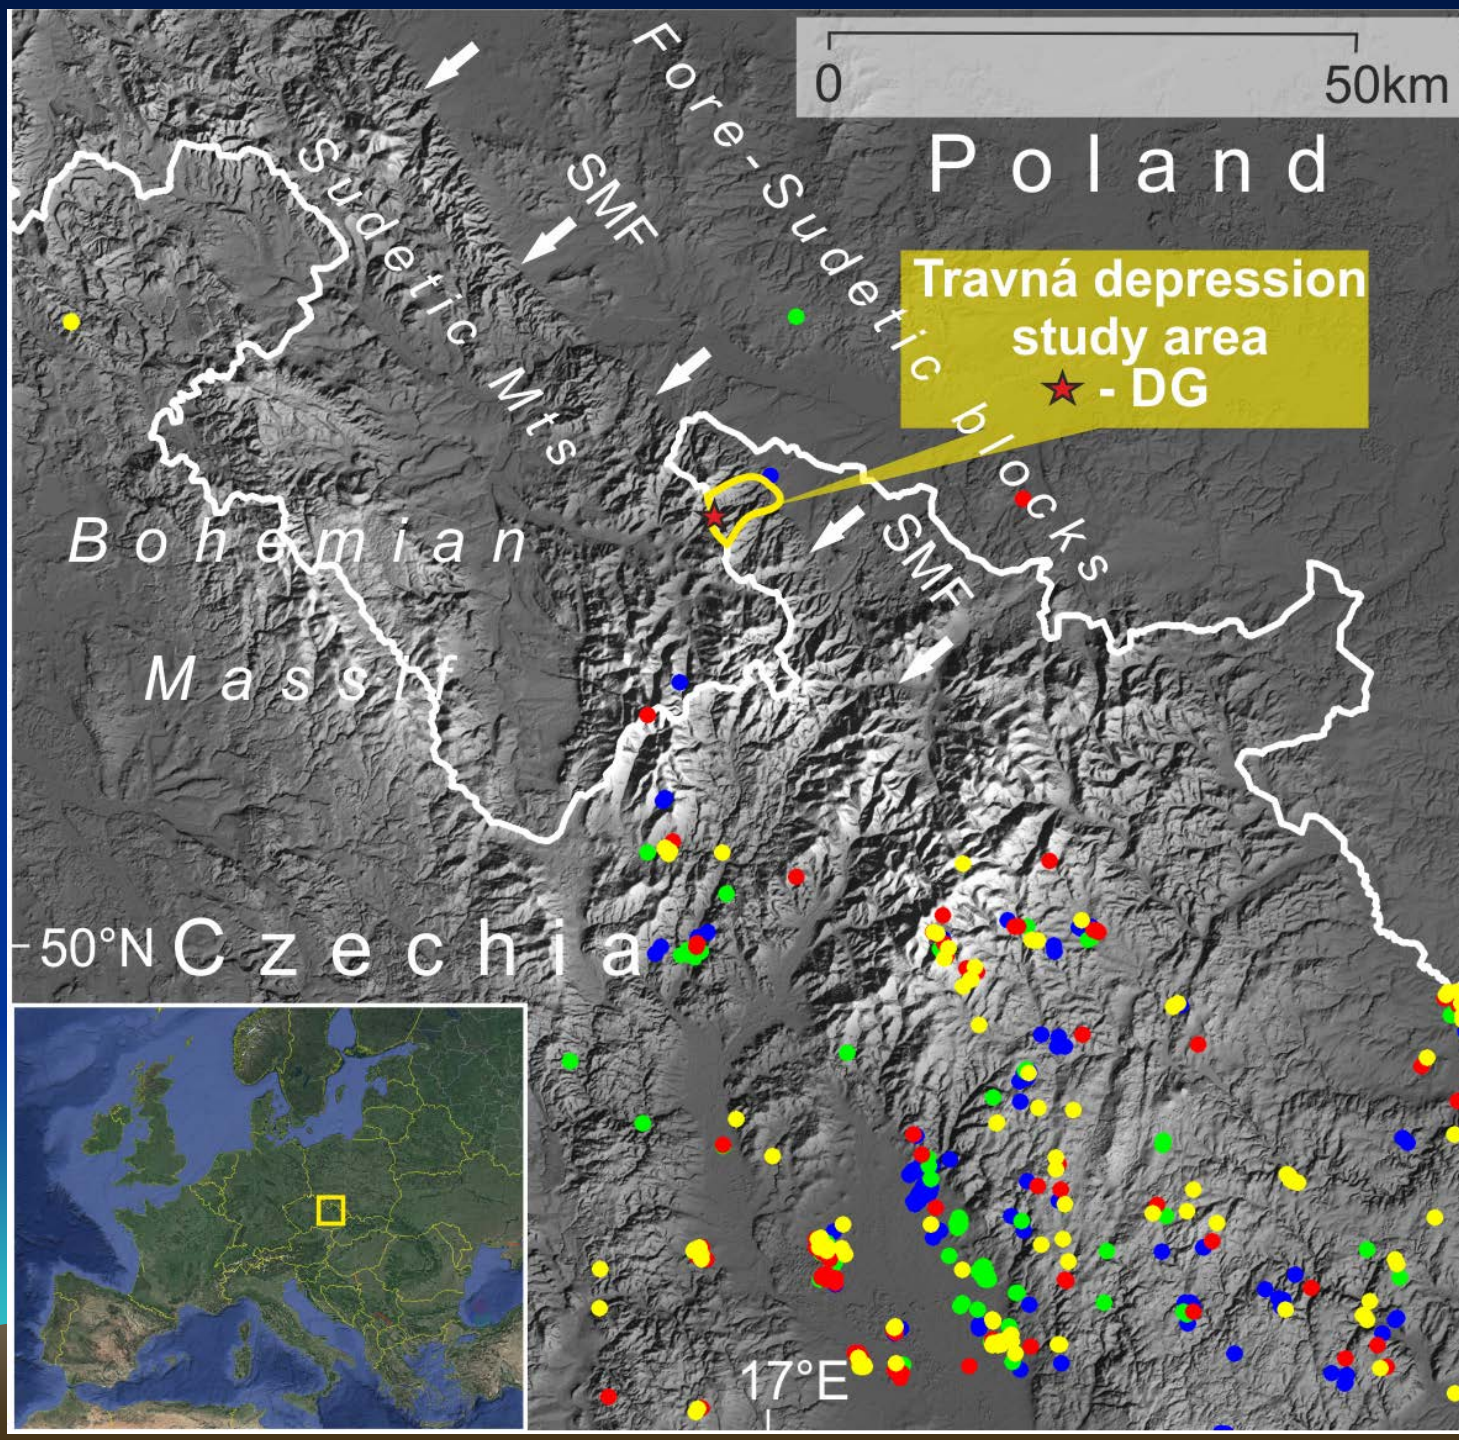 0 50km
Poland
Fore-Sudetic blocks
SMF
Sudetic Mts
Travná depression
study area
- DG
SMF
Bohemian
Massif
50°N
Czechia
17°E